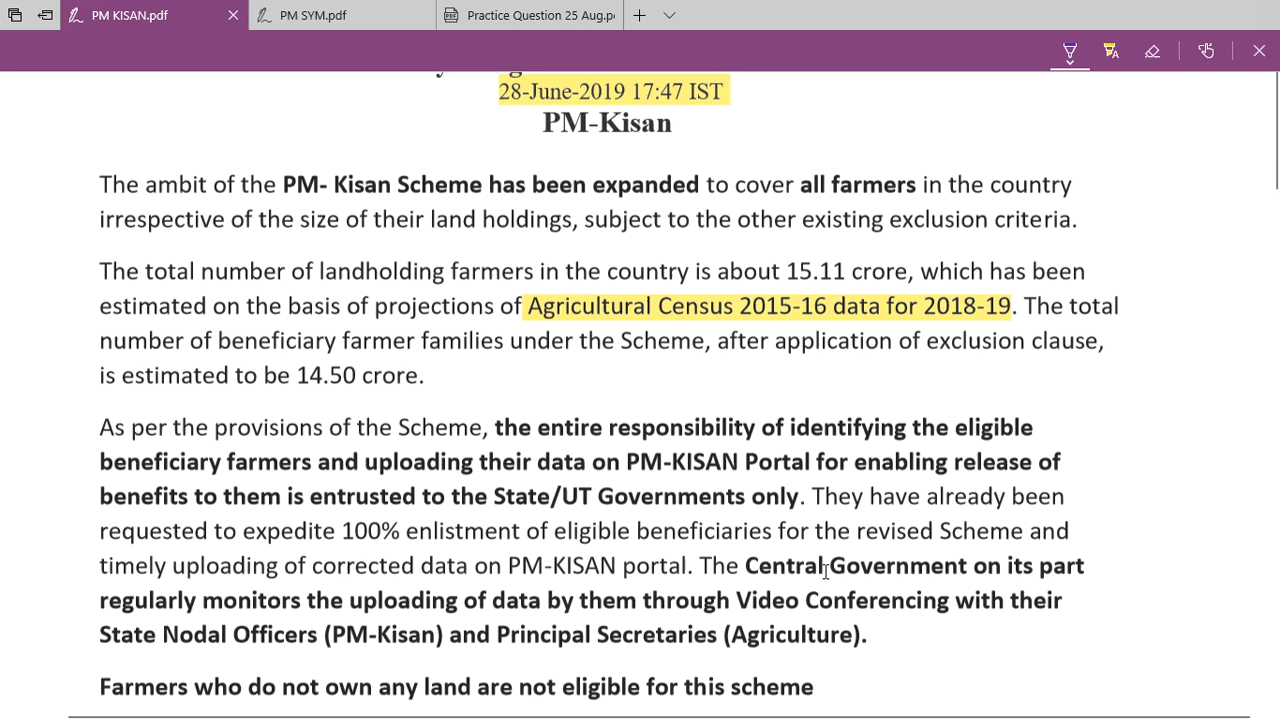 PM KISAN.pdf
PM SYM.pdf
Practice Question 25 Aug.p
28-June-2019 17:47 IST
PM-Kisan
The ambit of the PM- Kisan Scheme has been expanded to cover all farmers in the country
irrespective of the size of their land holdings, subject to the other existing exclusion criteria.
The total number of landholding farmers in the country is about 15.11 crore, which has been
estimated on the basis of projections of Agricultural Census 2015-16 data for 2018-19. The total
number of beneficiary farmer families under the Scheme, after application of exclusion clause,
is estimated to be 14.50 crore.
As per the provisions of the Scheme, the entire responsibility of identifying the eligible
beneficiary farmers and uploading their data on PM-KISAN Portal for enabling release of
benefits to them is entrusted to the State/UT Governments only. They have already been
requested to expedite 100% enlistment of eligible beneficiaries for the revised Scheme and
timely uploading of corrected data on PM-KISAN portal. The Central Government on its part
regularly monitors the uploading of data by them through Video Conferencing with their
State Nodal Officers (PM-Kisan) and Principal Secretaries (Agriculture).
Farmers who do not own any land are not eligible for this scheme